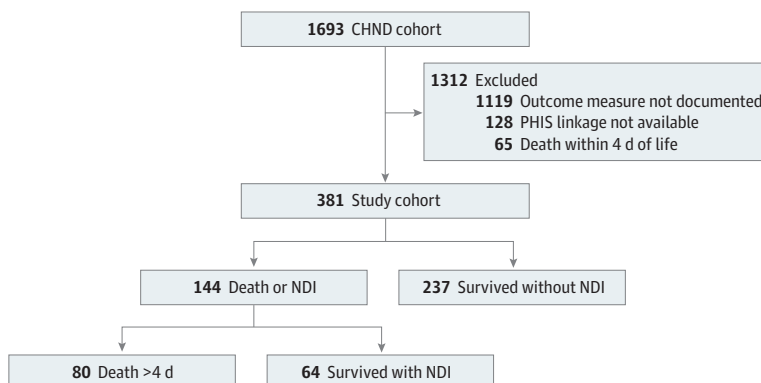 1693 CHND cohort
1312 Excluded
1119 Outcome measure not documented
128 PHIS linkage not available
65 Death within 4 d of life
381 Study cohort
144 Death or NDI
237 Survived without NDI
80 Death >4 d
64 Survived with NDI